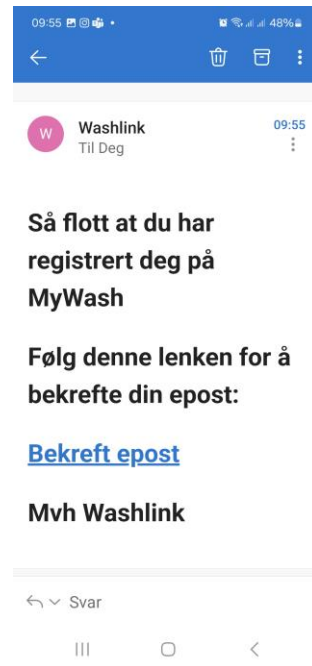 09:55
48%
W
Washlink
09:55
Til Deg
Så flott at du har
registrert deg på
MyWash
Følg denne lenken for å
bekrefte din epost:
Bekreft epost
Mvh Washlink
Svar